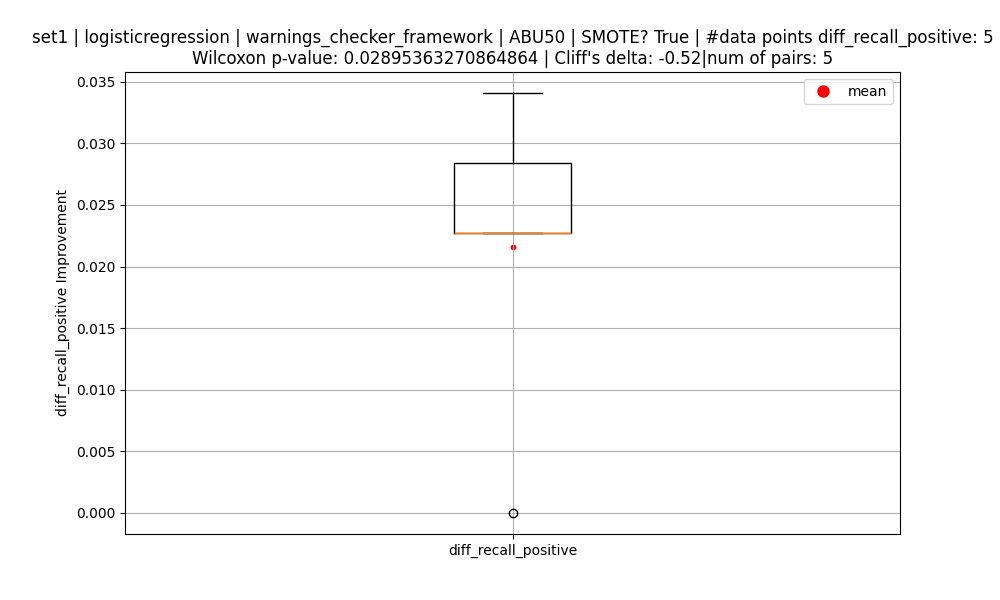 set1 | logisticregression | warnings_checker_framework | ABU50 | SMOTE? True | #data points diff_recall_positive: 5
Wilcoxon p-value: 0.02895363270864864 | Cliff's delta: -0.52|num of pairs: 5
mean
0.035
0.030
0.025
0.020
0.015
0.010
0.005
0.000
diff_recall_positive Improvement
diff_recall_positive